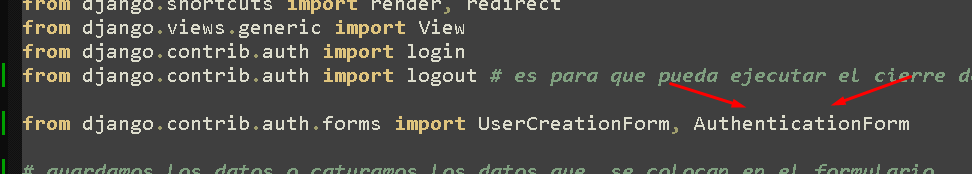 from django.shortcuts import render, redirect
from django.views.generic import View
from django.contrib.auth import login
from django.contrib.auth import logout # es para que pueda ejecutar el cierre de
from django.contrib.auth.forms import UserCreationForm, AuthenticationForm
# guardamos los datos o caturamos los datos que se colocan en el formulario